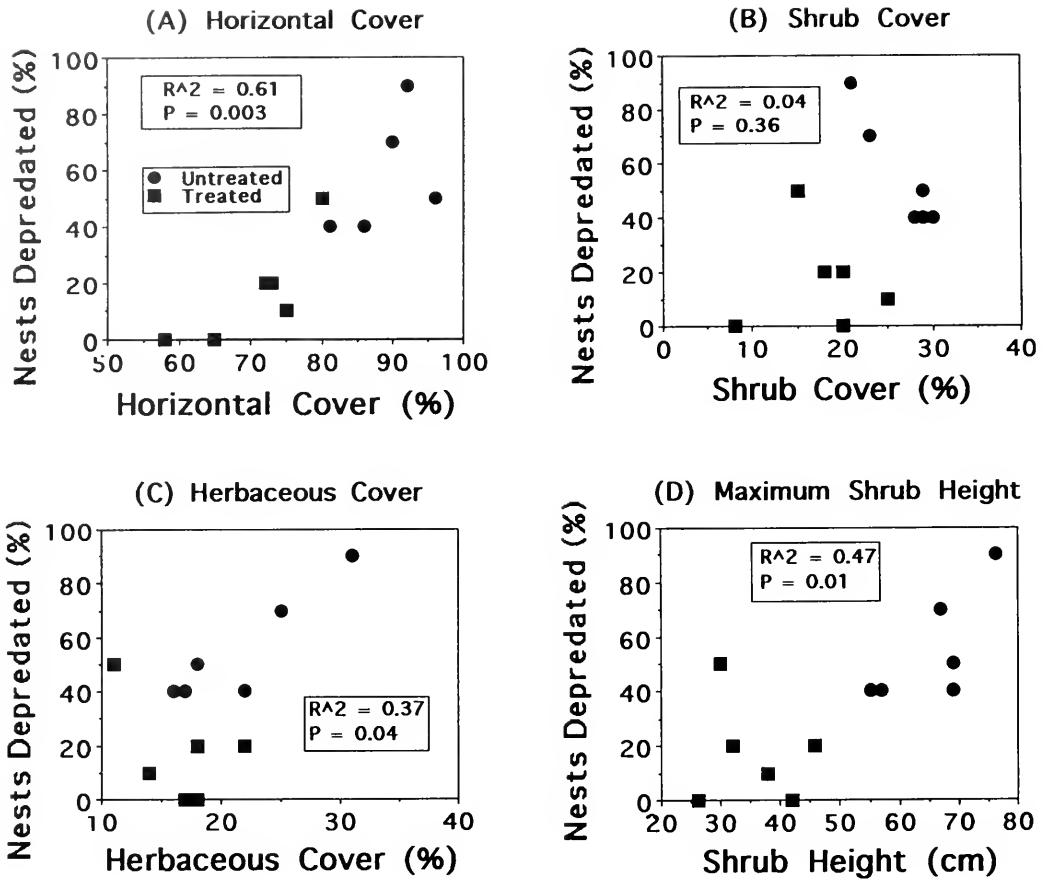 (A) Horizontal Cover
Nests Depredated (%)
100
80
60
40
20
0
R^2 = 0.61
P = 0.003
Untreated
Treated
50 60 70 80 90 100
Horizontal Cover (%)
(B) Shrub Cover
Nests Depredated (%)
100
80
60
40
20
0
R^2 = 0.04
P = 0.36
0 10 20 30 40
Shrub Cover (%)
(C) Herbaceous Cover
Nests Depredated (%)
100
80
60
40
20
0
R^2 = 0.37
P = 0.04
10 20 30 40
Herbaceous Cover (%)
(D) Maximum Shrub Height
Nests Depredated (%)
100
80
60
40
20
0
R^2 = 0.47
P = 0.01
20 30 40 50 60 70 80
Shrub Height (cm)